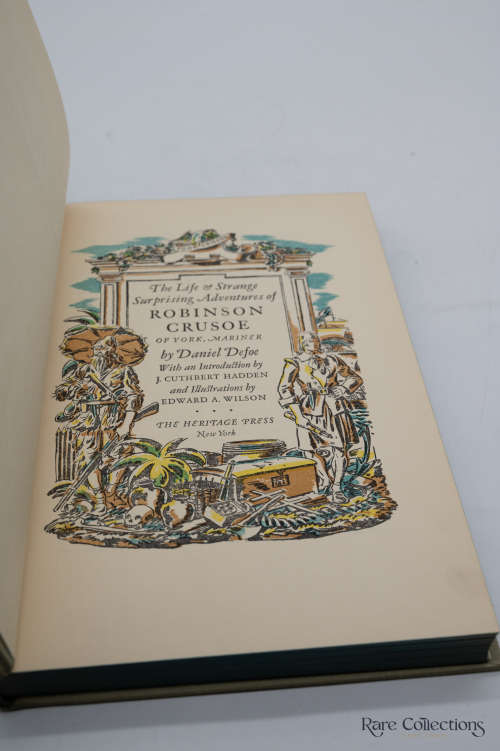 The Life & Strange
Surprising Adventures of
ROBINSON
CRUSOE
OF YORK, MARINER
by Daniel Defoe
With an Introduction by
J. CUTHBERT HADDEN
and Illustrations by
EDWARD A. WILSON
• • •
THE HERITAGE PRESS
New York
Rare Collections